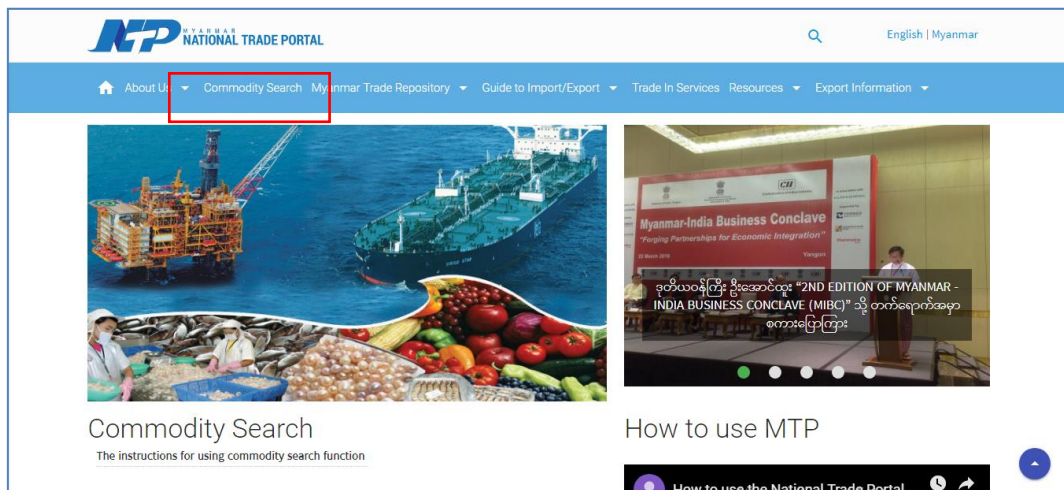 MYANMAR
NATIONAL TRADE PORTAL
English | Myanmar
About Us Commodity Search Myanmar Trade Repository Guide to Import/Export Trade In Services Resources Export Information
CII
Myanmar-India Business Conclave
"Forging Partnerships for Economic Integration"
Yangon
ဒုတိယဝန်ကြီး ဦးအောင်ထူး “2ND EDITION OF MYANMAR -
INDIA BUSINESS CONCLAVE (MIBC)” သို့ တက်ရောက်အမှာ
စကားပြောကြား
Commodity Search
The instructions for using commodity search function
How to use MTP
How to use the National Trade Portal